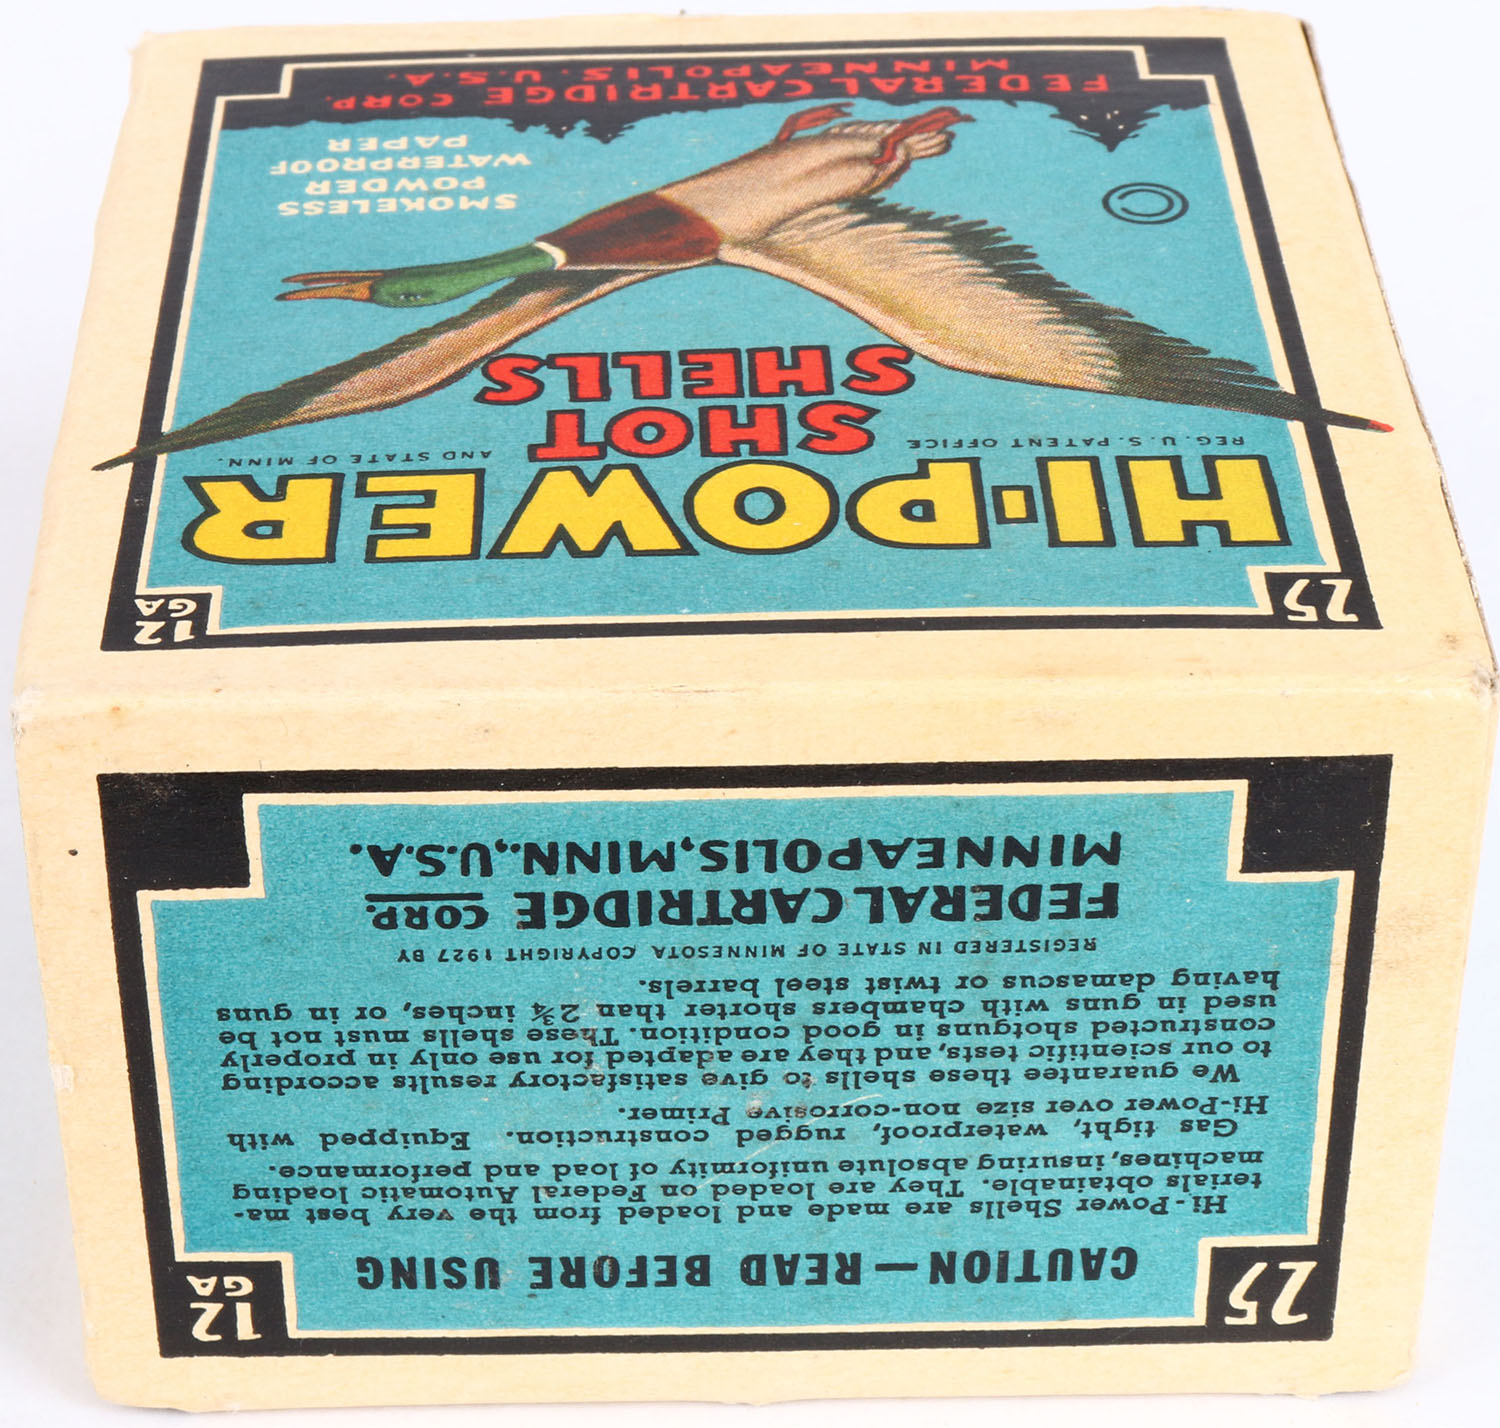 25
12
GA
HI-POWER
REG. U.S. PATENT OFFICE
AND STATE OF MINN.
SHOT
SHELLS
SMOKELESS
POWDER
WATERPROOF
PAPER
FEDERAL CARTRIDGE CORP.
MINNEAPOLIS. U.S.A.
25
12
GA
CAUTION—READ BEFORE USING
Hi-Power Shells are made and loaded from the very best ma-
terials obtainable. They are loaded on Federal Automatic loading
machines, insuring absolute uniformity of load and performance.
Gas tight, waterproof, rugged construction. Equipped with
Hi-Power over size non-corrosive Primer.
We guarantee these shells to give satisfactory results according
to our scientific tests, and they are adapted for use only in properly
constructed shotguns in good condition. These shells must not be
used in guns with chambers shorter than 2¾ inches, or in guns
having damascus or twist steel barrels.
REGISTERED IN STATE OF MINNESOTA COPYRIGHT 1927 BY
FEDERAL CARTRIDGE CORP.
MINNEAPOLIS, MINN., U.S.A.